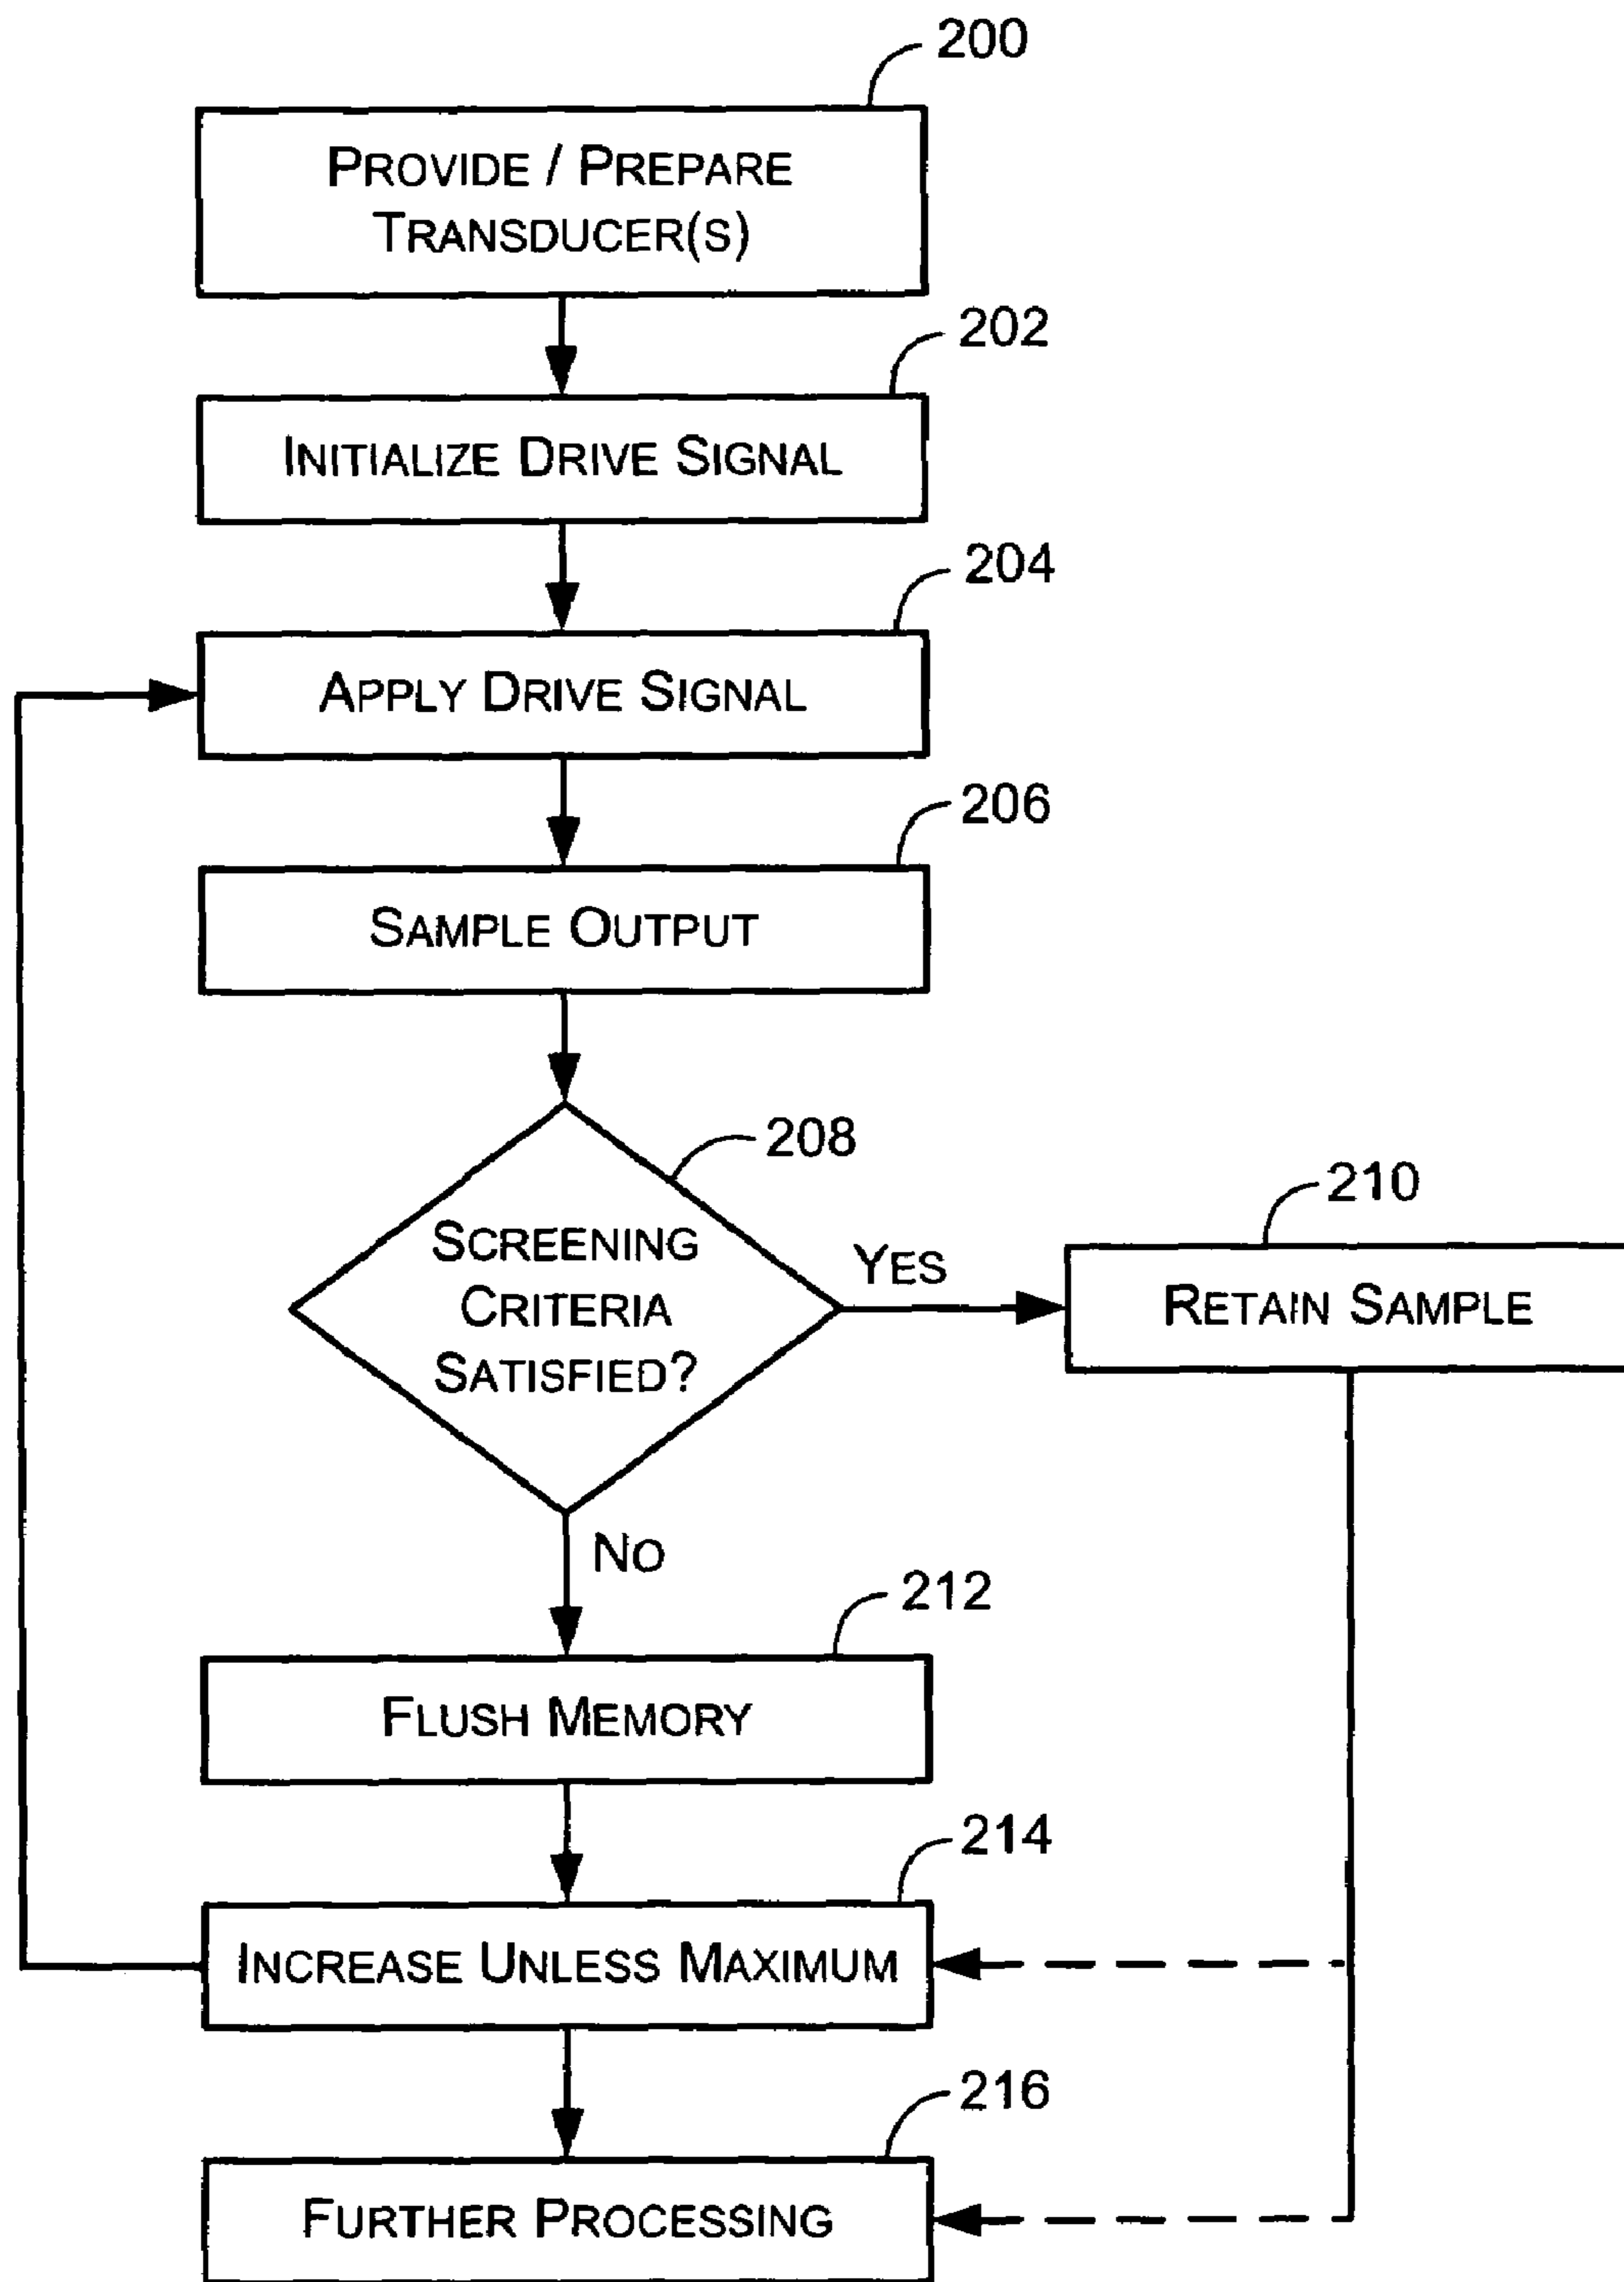 200
PROVIDE / PREPARE
TRANSDUCER(S)
202
INITIALIZE DRIVE SIGNAL
204
APPLY DRIVE SIGNAL
206
SAMPLE OUTPUT
208
SCREENING
CRITERIA
SATISFIED?
YES
210
RETAIN SAMPLE
NO
212
FLUSH MEMORY
214
INCREASE UNLESS MAXIMUM
216
FURTHER PROCESSING